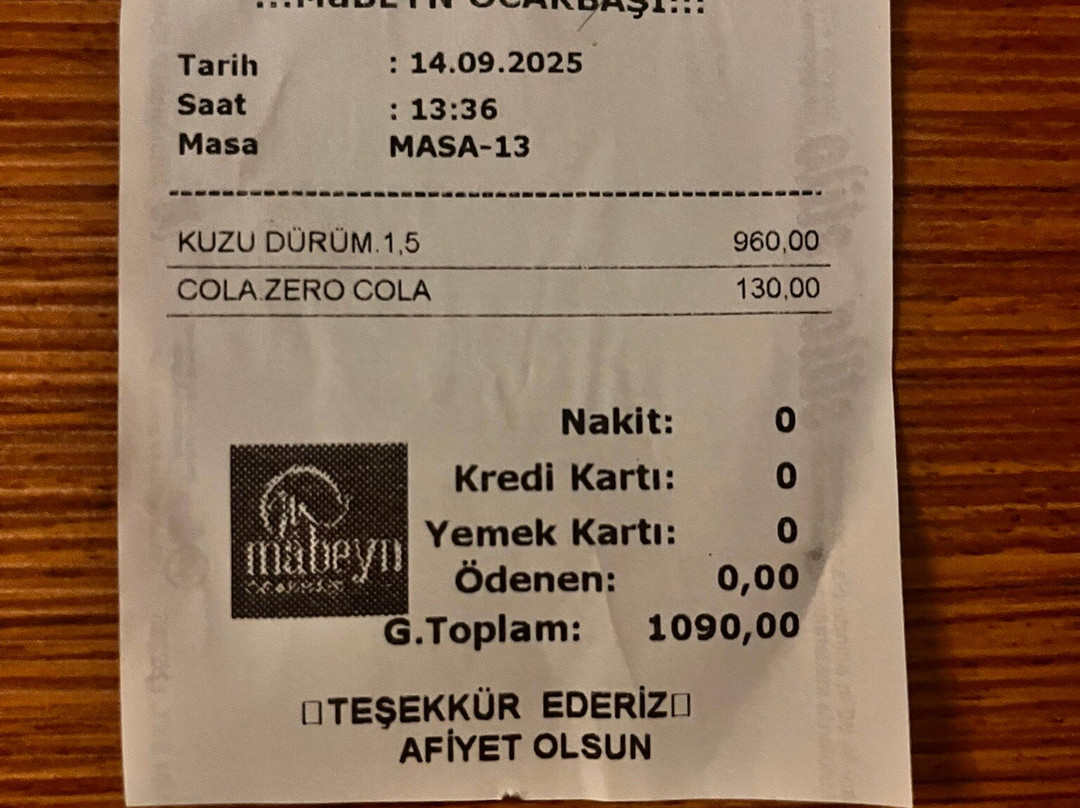 ...MüBEYN OCAKBAŞI...
Tarih : 14.09.2025
Saat : 13:36
Masa MASA-13
KUZU DÜRÜM.1,5 960,00
COLA.ZERO COLA 130,00
Nakit: 0
Kredi Kartı: 0
Yemek Kartı: 0
Ödenen: 0,00
G.Toplam: 1090,00
mabeyn
TEŞEKKÜR EDERİZ
AFİYET OLSUN